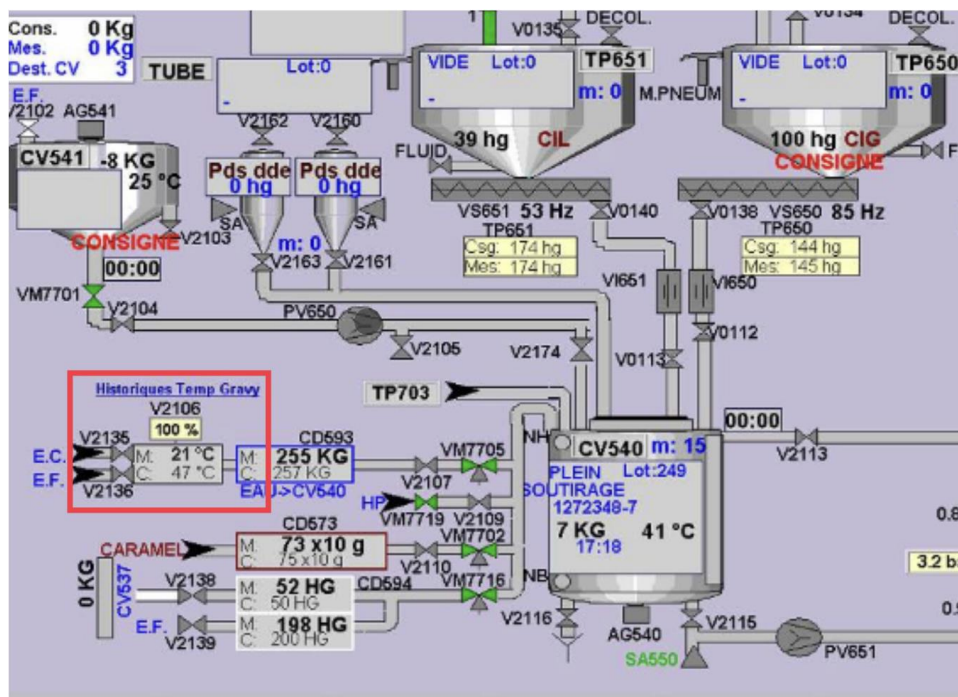 Cons. 0 Kg
Mes. 0 Kg
Dest. CV 3
TUBE
Lot:0
-
1
V0135
DECOL.
VIDE Lot:0
TP651
-
m: 0
39 hg CIL
FLUID
M.PNEUM
V0134
DECOL.
VIDE Lot:0
TP650
-
m: 0
100 hg CIG
CONSIGNE
F
E.F.
V2102
AG541
CV541
-8 KG
25 °C
CONSIGNE
V2103
00:00
VM7701
V2104
V2162
V2160
Pds dde
0 hg
Pds dde
0 hg
SA
SA
m: 0
V2163
V2161
VS651 53 Hz
V0140
TP651
Csg: 174 hg
Mes: 174 hg
V0138
VS650 85 Hz
TP650
Csg: 144 hg
Mes: 145 hg
VI651
VI650
V0112
V0113
PV650
V2105
V2174
TP703
Historiques Temp Gravy
V2106
100 %
V2135
E.C.
E.F.
V2136
M: 21 °C
C: 47 °C
CD593
M: 255 KG
C: 257 KG
EAU->CV540
VM7705
V2107
HP
VM7719
V2109
CD573
CARAMEL
M: 73 x10 g
C: 75 x10 g
VM7702
V2110
0 KG
CV537
V2138
M: 52 HG
C: 50 HG
CD594
VM7716
E.F.
V2139
M: 198 HG
C: 200 HG
NH
CV540
m: 15
PLEIN
Lot:249
SOUTIRAGE
1272348-7
7 KG
41 °C
17:18
NB
00:00
V2113
V2116
AG540
V2115
SA550
PV651
3.2 b